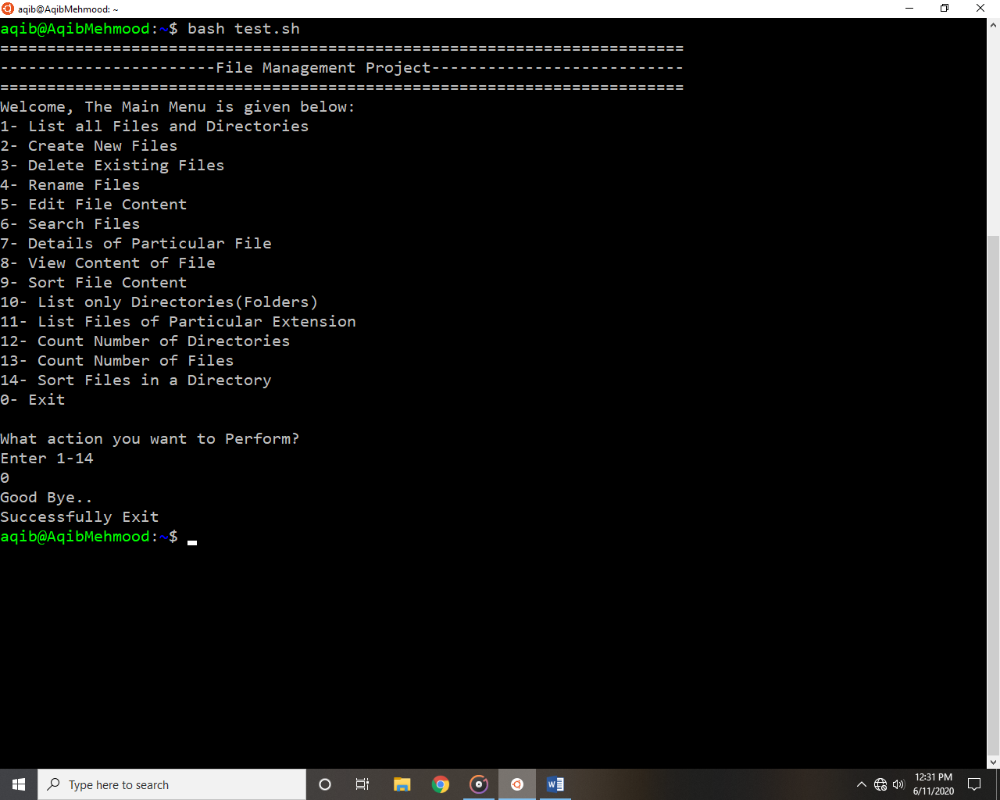 aqib@AqibMehmood: ~
aqib@AqibMehmood:~$ bash test.sh
=========================================================================
-----------------------File Management Project---------------------------
=========================================================================
Welcome, The Main Menu is given below:
1- List all Files and Directories
2- Create New Files
3- Delete Existing Files
4- Rename Files
5- Edit File Content
6- Search Files
7- Details of Particular File
8- View Content of File
9- Sort File Content
10- List only Directories(Folders)
11- List Files of Particular Extension
12- Count Number of Directories
13- Count Number of Files
14- Sort Files in a Directory
0- Exit
What action you want to Perform?
Enter 1-14
0
Good Bye..
Successfully Exit
aqib@AqibMehmood:~$
Type here to search
12:31 PM
6/11/2020